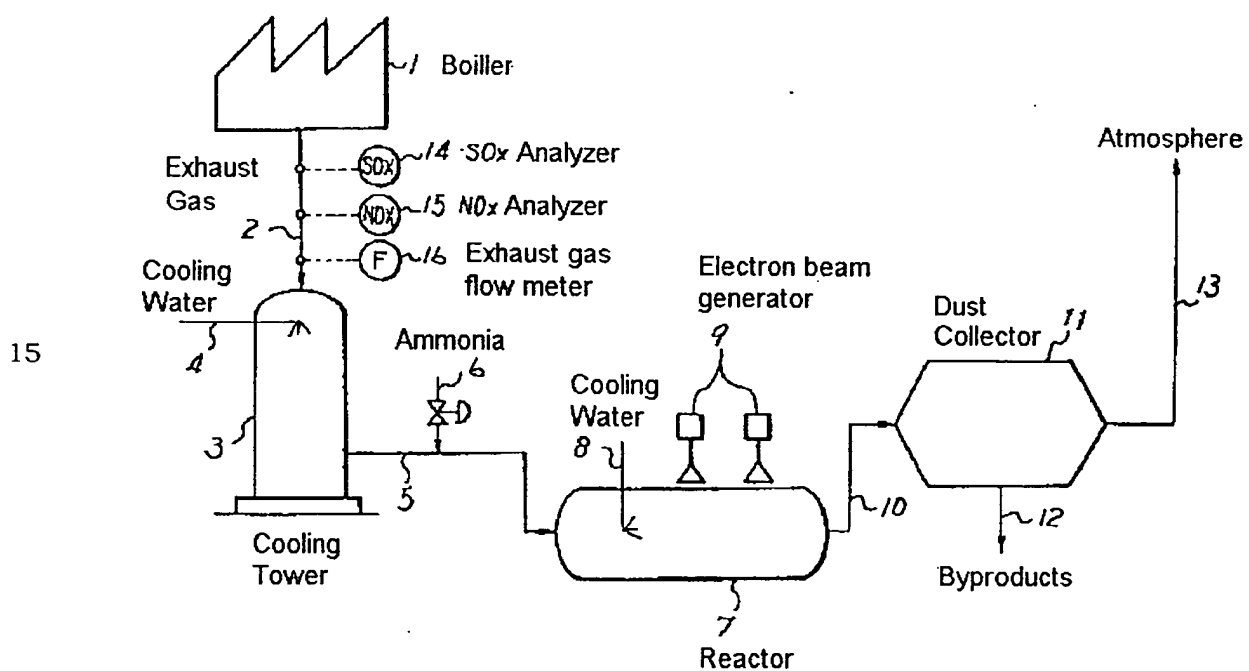 1 Boiller
Exhaust
Gas
SOx 14 SOx Analyzer
NOx 15 NOx Analyzer
2
F 16 Exhaust gas
flow meter
Cooling
Water
4
3
Cooling
Tower
15
Ammonia
6
5
Cooling
Water
8
Electron beam
generator
9
7
Reactor
10
Dust
Collector
11
12
Byproducts
13
Atmosphere